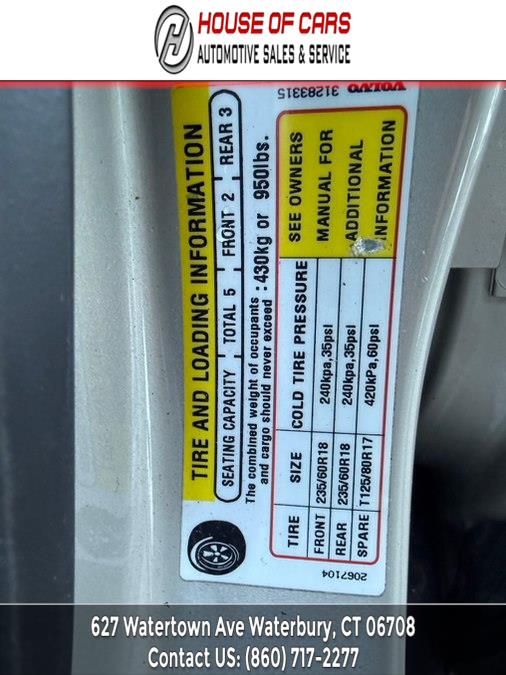 HOUSE OF CARS
AUTOMOTIVE SALES & SERVICE
VOLVO 31283315
TIRE AND LOADING INFORMATION
SEATING CAPACITY TOTAL 5 FRONT 2 REAR 3
The combined weight of occupants and cargo should never exceed : 430kg or 950lbs.
TIRE SIZE COLD TIRE PRESSURE SEE OWNERS
FRONT 235/60R18 240kpa,35psi MANUAL FOR
REAR 235/60R18 240kpa,35psi ADDITIONAL
SPARE T125/80R17 420kPa,60psi INFORMATION
2067104
627 Watertown Ave Waterbury, CT 06708
Contact US: (860) 717-2277